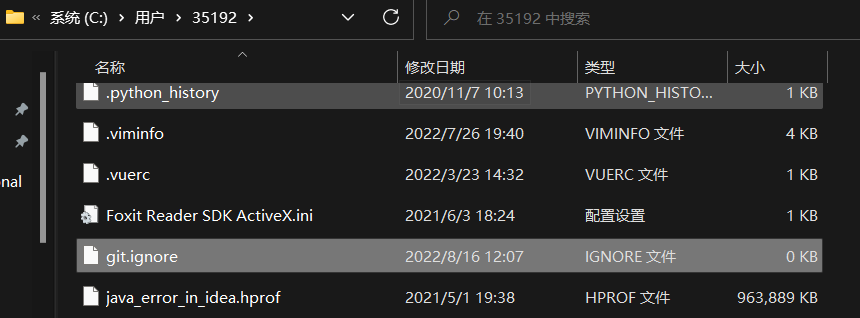 « 系统 (C:) > 用户 > 35192 >
在 35192 中搜索
名称 修改日期 类型 大小
.python_history 2020/11/7 10:13 PYTHON_HISTO... 1 KB
.viminfo 2022/7/26 19:40 VIMINFO 文件 4 KB
.vuerc 2022/3/23 14:32 VUERC 文件 1 KB
onal
Foxit Reader SDK ActiveX.ini 2021/6/3 18:24 配置设置 1 KB
git.ignore 2022/8/16 12:07 IGNORE 文件 0 KB
java_error_in_idea.hprof 2021/5/1 19:38 HPROF 文件 963,889 KB